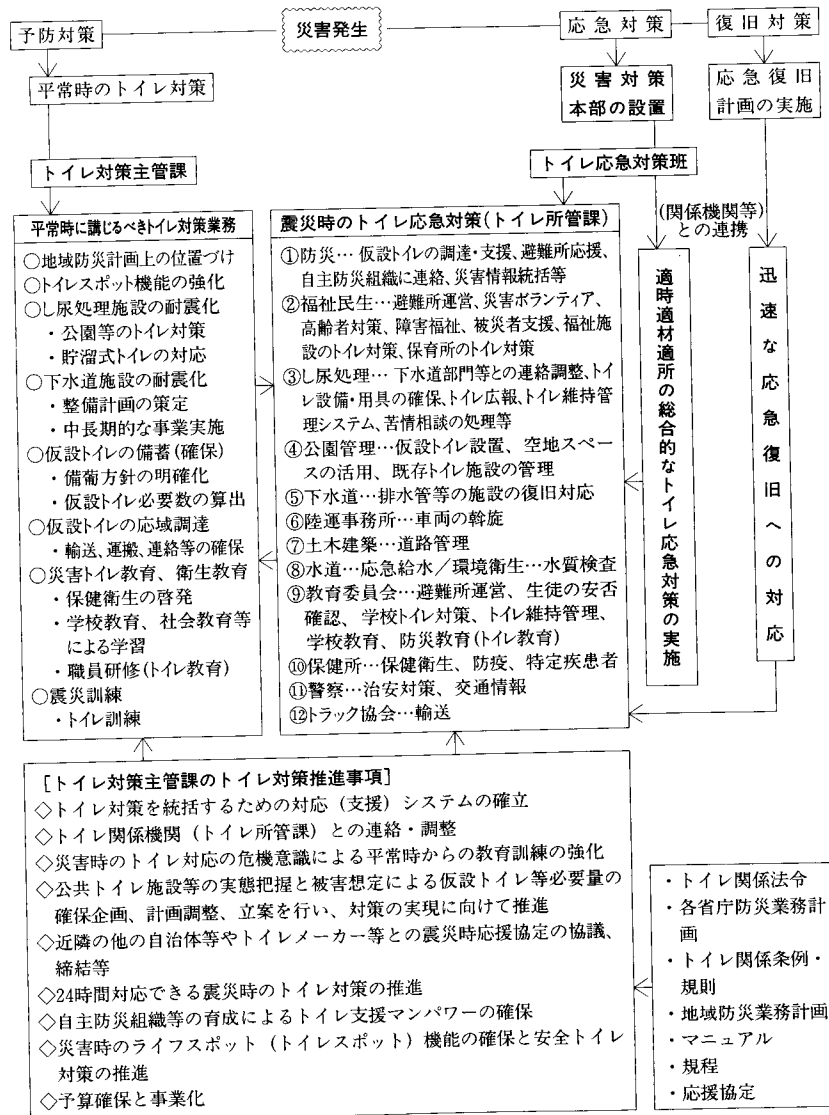 予防対策
災害発生
応急対策
復旧対策
平常時のトイレ対策
災害対策
本部の設置
応急復旧
計画の実施
トイレ対策主管課
トイレ応急対策班
(関係機関等)
との連携
平常時に講じるべきトイレ対策業務
○地域防災計画上の位置づけ
○トイレスポット機能の強化
○し尿処理施設の耐震化
・公園等のトイレ対策
・貯溜式トイレの対応
○下水道施設の耐震化
・整備計画の策定
・中長期的な事業実施
○仮設トイレの備蓄(確保)
・備葡方針の明確化
・仮設トイレ必要数の算出
○仮設トイレの応域調達
・輸送、運搬、連絡等の確保
○災害トイレ教育、衛生教育
・保健衛生の啓発
・学校教育、社会教育等
による学習
・職員研修(トイレ教育)
○震災訓練
・トイレ訓練
震災時のトイレ応急対策(トイレ所管課)
①防災…仮設トイレの調達・支援、避難所応援、
自主防災組織に連絡、災害情報統括等
②福祉民生…避難所運営、災害ボランティア、
高齢者対策、障害福祉、被災者支援、福祉施
設のトイレ対策、保育所のトイレ対策
③し尿処理…下水道部門等との連絡調整、トイ
レ設備・用具の確保、トイレ広報、トイレ維持管
理システム、苦情相談の処理等
④公園管理…仮設トイレ設置、空地スペー
スの活用、既存トイレ施設の管理
⑤下水道…排水管等の施設の復旧対応
⑥陸運事務所…車両の斡旋
⑦土木建築…道路管理
⑧水道…応急給水/環境衛生…水質検査
⑨教育委員会…避難所運営、生徒の安否
確認、学校トイレ対策、トイレ維持管理、
学校教育、防災教育(トイレ教育)
⑩保健所…保健衛生、防疫、特定疾患者
⑪警察…治安対策、交通情報
⑫トラック協会…輸送
適時適材適所の総合的なトイレ応急対策の実施
迅速な応急復旧への対応
[トイレ対策主管課のトイレ対策推進事項]
◇トイレ対策を統括するための対応(支援)システムの確立
◇トイレ関係機関(トイレ所管課)との連絡・調整
◇災害時のトイレ対応の危機意識による平常時からの教育訓練の強化
◇公共トイレ施設等の実態把握と被害想定による仮設トイレ等必要量の
確保企画、計画調整、立案を行い、対策の実現に向けて推進
◇近隣の他の自治体等やトイレメーカー等との震災時応援協定の協議、
締結等
◇24時間対応できる震災時のトイレ対策の推進
◇自主防災組織等の育成によるトイレ支援マンパワーの確保
◇災害時のライフスポット(トイレスポット)機能の確保と安全トイレ
対策の推進
◇予算確保と事業化
・トイレ関係法令
・各省庁防災業務計
画
・トイレ関係条例・
規則
・地域防災業務計画
・マニュアル
・規程
・応援協定